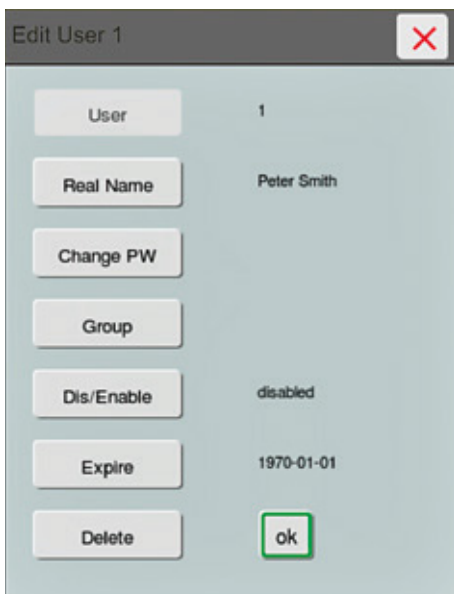 Edit User 1
User 1
Real Name Peter Smith
Change PW
Group
Dis/Enable disabled
Expire 1970-01-01
Delete ok